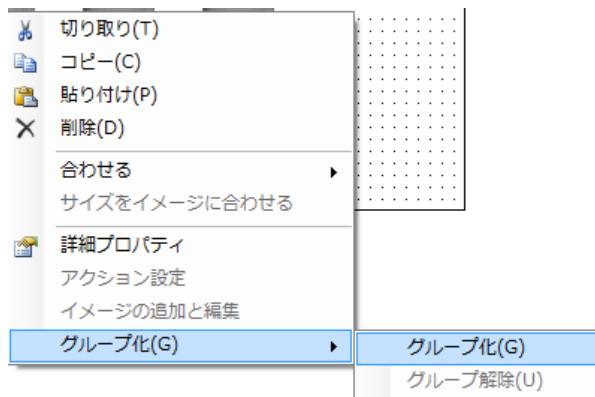 切り取り(T)
コピー(C)
貼り付け(P)
削除(D)
合わせる
サイズをイメージに合わせる
詳細プロパティ
アクション設定
イメージの追加と編集
グループ化(G)
グループ化(G)
グループ解除(U)